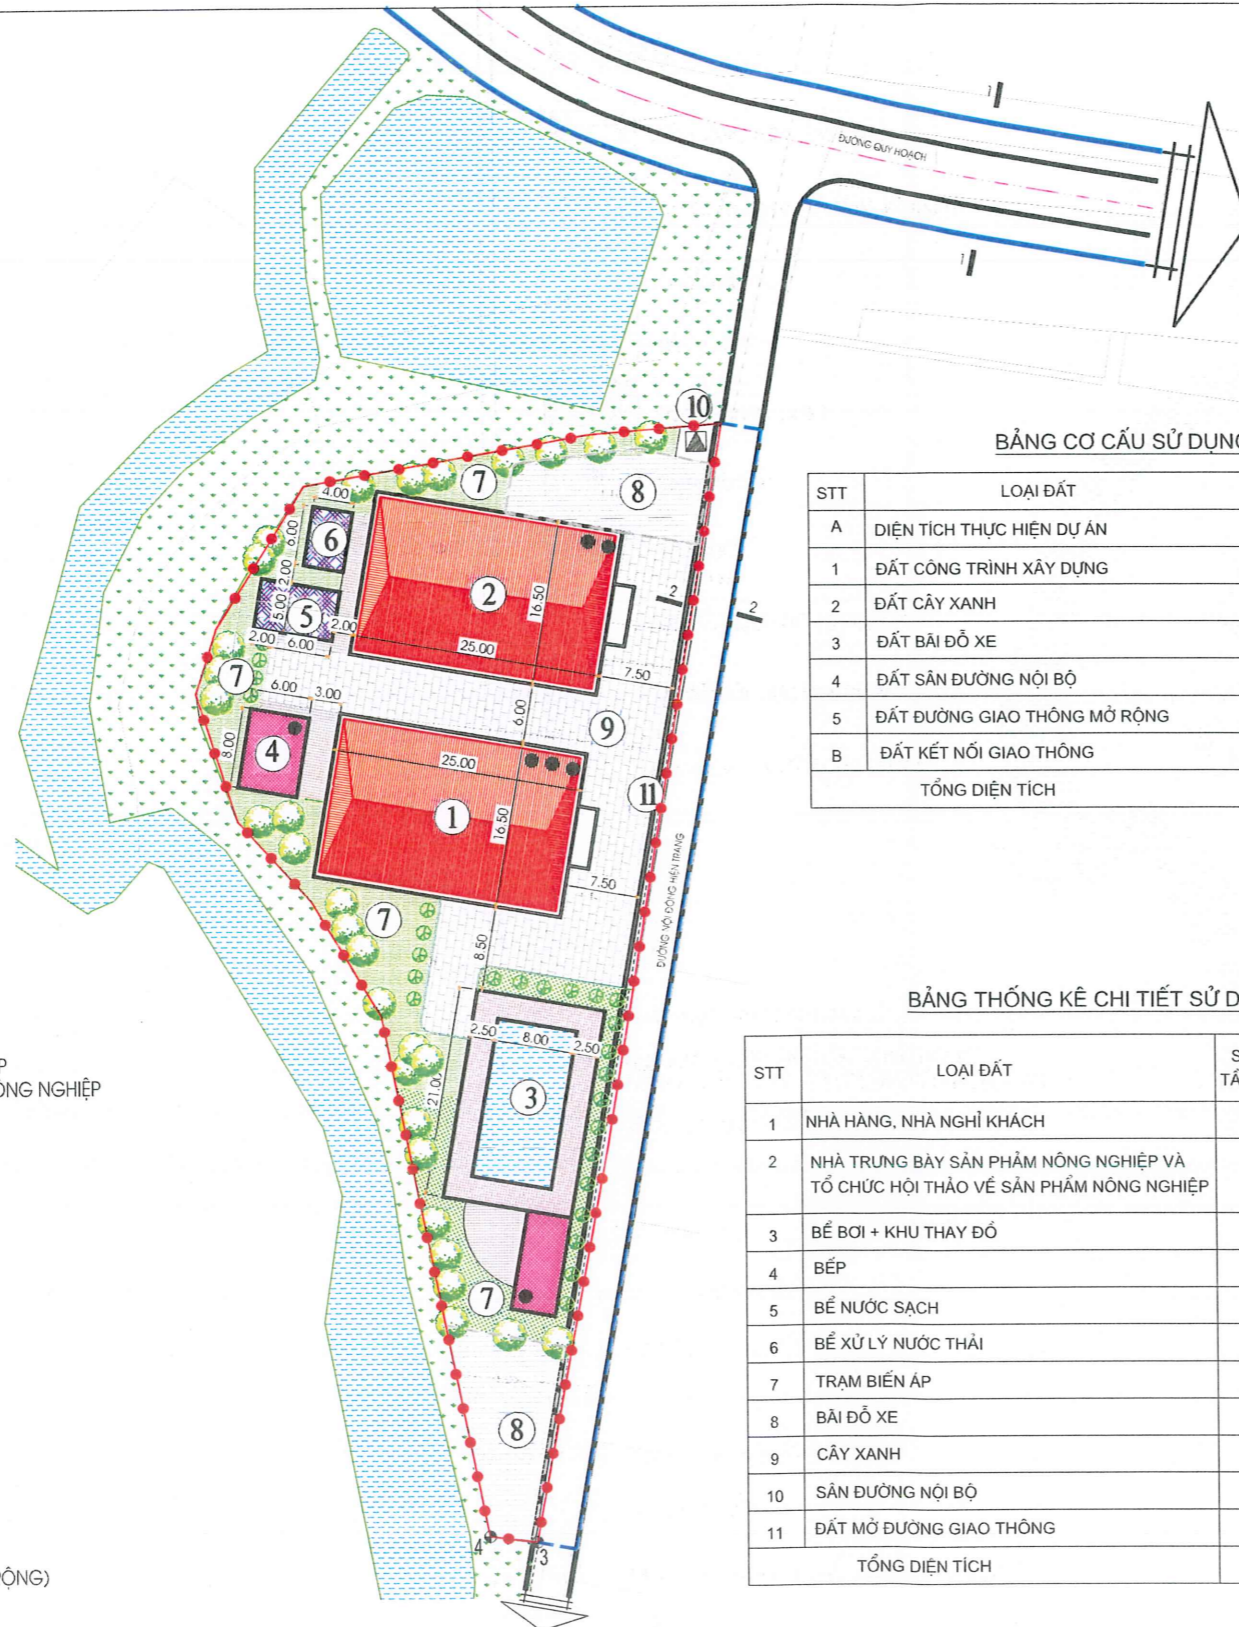 1
ĐƯỜNG QUY HOẠCH
1
10
7
8
4.00
6.00
6
2.00
2
16.50
2
2
5.00
5
2.00
2.00
6.00
25.00
7.50
7
6.00
3.00
6.00
9
8.00
4
25.00
11
1
16.50
7.50
ĐƯỜNG NỘI ĐỒNG HIỆN TRẠNG
7
8.50
2.50
8.00
2.50
21.00
3
7
8
4
3
P
ÔNG NGHIỆP
RỘNG)
BẢNG CƠ CẤU SỬ DỤNG
STT
LOẠI ĐẤT
A
DIỆN TÍCH THỰC HIỆN DỰ ÁN
1
ĐẤT CÔNG TRÌNH XÂY DỰNG
2
ĐẤT CÂY XANH
3
ĐẤT BÃI ĐỖ XE
4
ĐẤT SÂN ĐƯỜNG NỘI BỘ
5
ĐẤT ĐƯỜNG GIAO THÔNG MỞ RỘNG
B
ĐẤT KẾT NỐI GIAO THÔNG
TỔNG DIỆN TÍCH
BẢNG THỐNG KÊ CHI TIẾT SỬ D
STT
LOẠI ĐẤT
S
TẦ
1
NHÀ HÀNG, NHÀ NGHỈ KHÁCH
2
NHÀ TRƯNG BÀY SẢN PHẨM NÔNG NGHIỆP VÀ
TỔ CHỨC HỘI THẢO VỀ SẢN PHẨM NÔNG NGHIỆP
3
BỂ BƠI + KHU THAY ĐỒ
4
BẾP
5
BỂ NƯỚC SẠCH
6
BỂ XỬ LÝ NƯỚC THẢI
7
TRẠM BIẾN ÁP
8
BÃI ĐỖ XE
9
CÂY XANH
10
SÂN ĐƯỜNG NỘI BỘ
11
ĐẤT MỞ ĐƯỜNG GIAO THÔNG
TỔNG DIỆN TÍCH